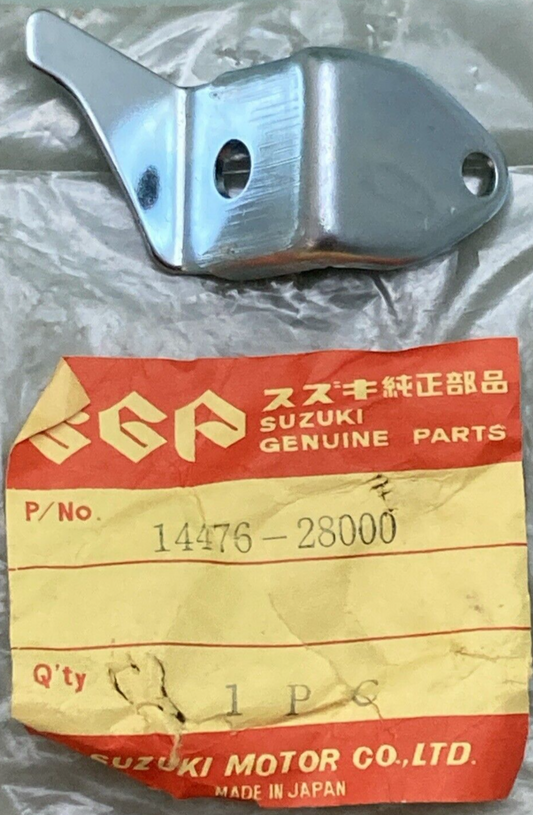 SGP
スズキ純正部品
SUZUKI
GENUINE PARTS
P/No.
14476-28000
Q'ty
1 PC
SUZUKI MOTOR CO.,LTD.
MADE IN JAPAN